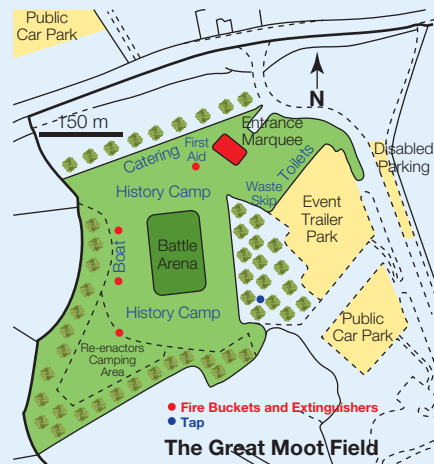 Public
Car Park
150 m
N
Entrance
Marquee
First
Aid
Catering
Toilets
Disabled
Parking
History Camp
Waste
Skip
Event
Trailer
Park
Boat
Battle
Arena
History Camp
Public
Car Park
Re-enactors
Camping
Area
Fire Buckets and Extinguishers
Tap
The Great Moot Field